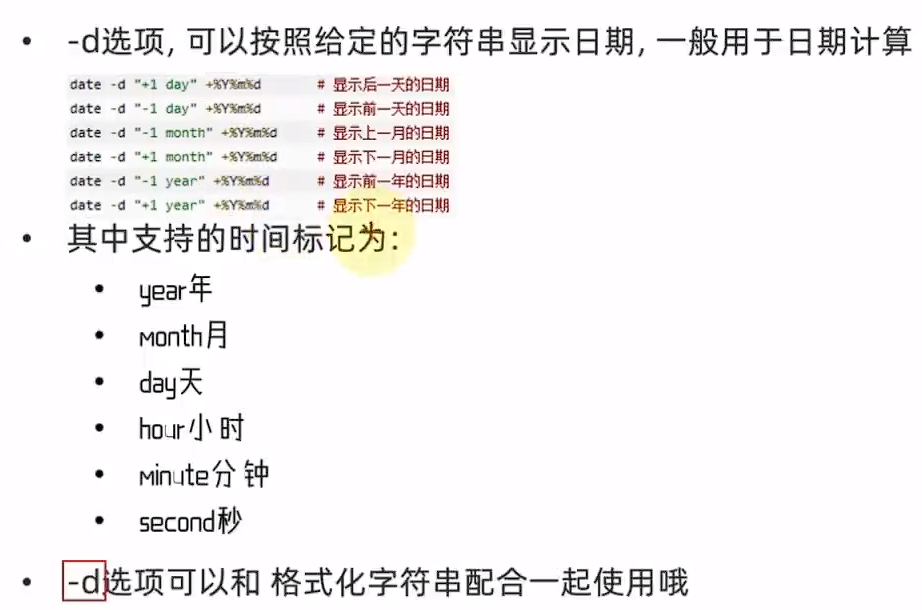 -d选项, 可以按照给定的字符串显示日期, 一般用于日期计算
date -d "+1 day" +%Y%m%d # 显示后一天的日期
date -d "-1 day" +%Y%m%d # 显示前一天的日期
date -d "-1 month" +%Y%m%d # 显示上一月的日期
date -d "+1 month" +%Y%m%d # 显示下一月的日期
date -d "-1 year" +%Y%m%d # 显示前一年的日期
date -d "+1 year" +%Y%m%d # 显示下一年的日期
其中支持的时间标记为:
year年
month月
day天
hour小时
minute分钟
second秒
-d选项可以和 格式化字符串配合一起使用哦